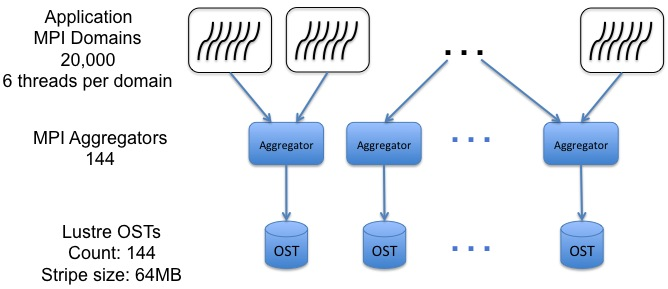 Application
MPI Domains
20,000
6 threads per domain
. . .
MPI Aggregators
144
Aggregator
Aggregator
. . .
Aggregator
Lustre OSTs
Count: 144
Stripe size: 64MB
OST
OST
. . .
OST